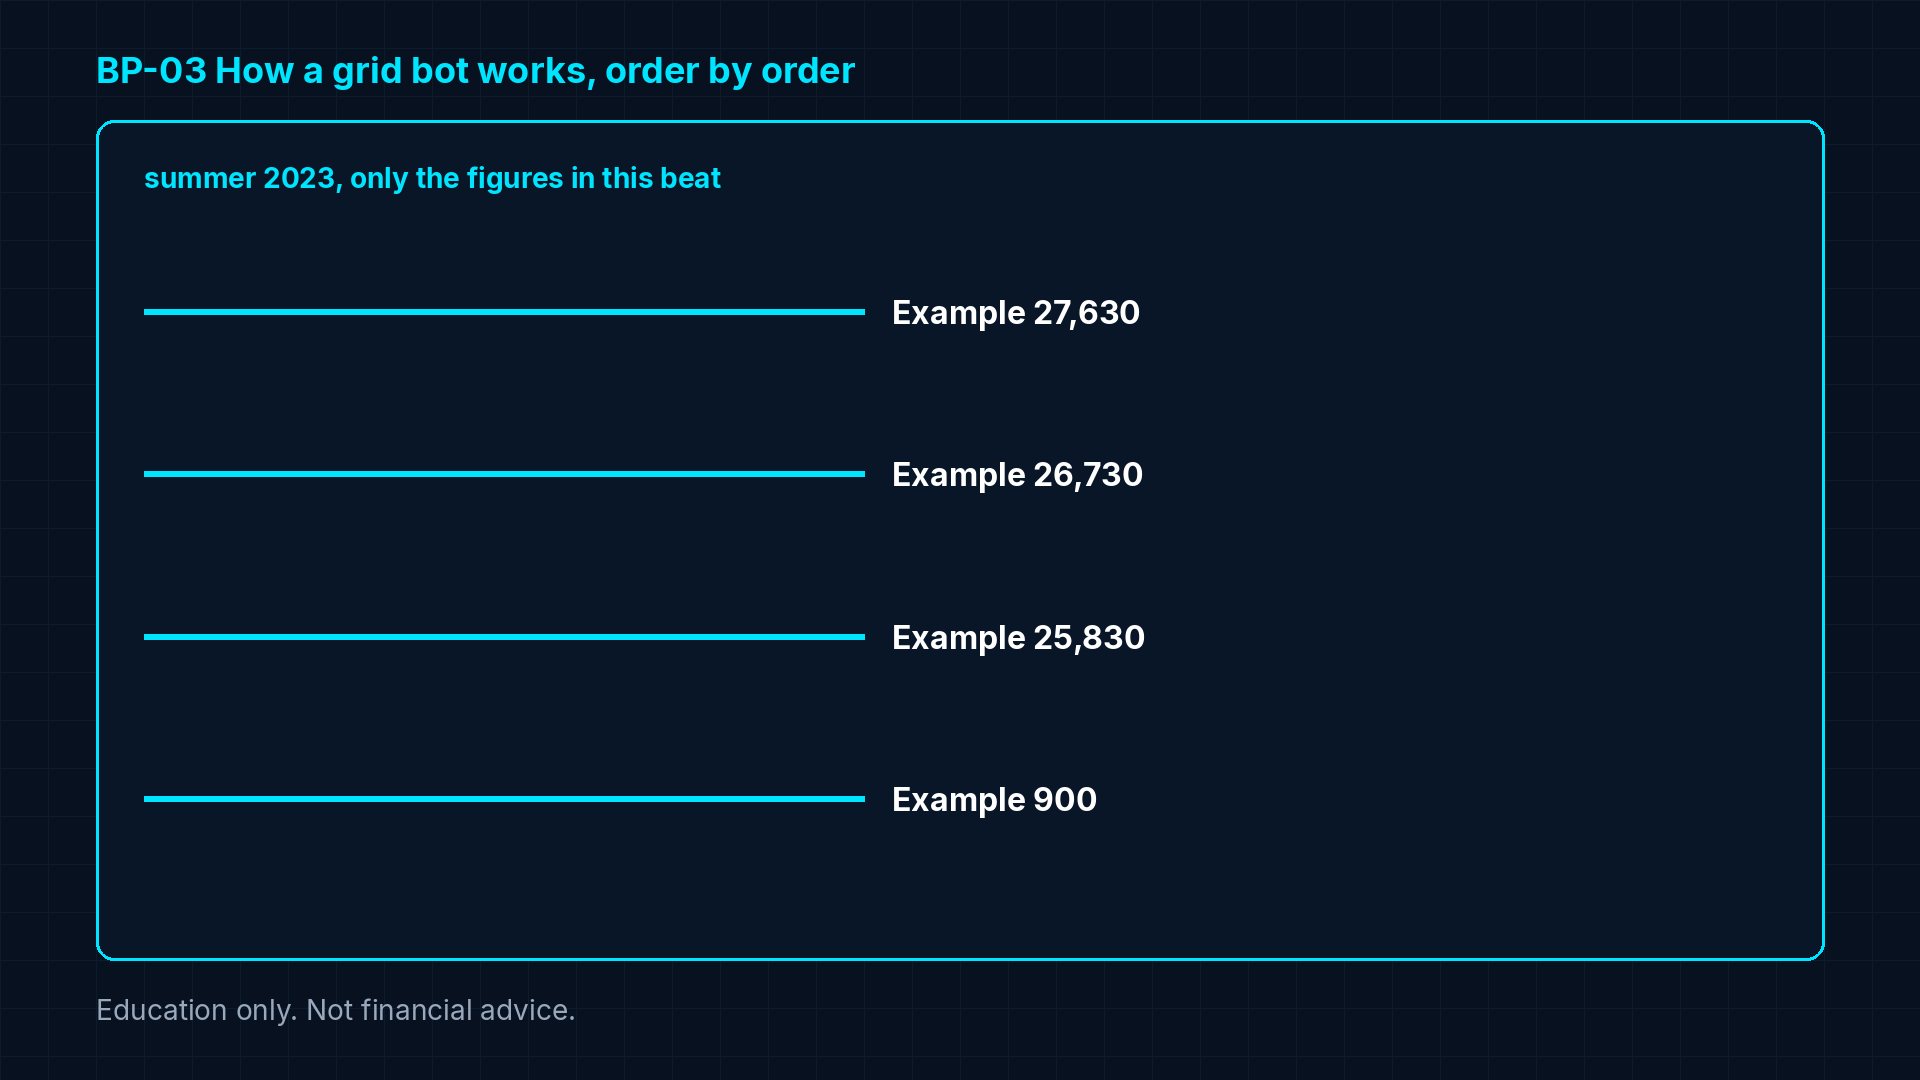 BP-03 How a grid bot works, order by order
summer 2023, only the figures in this beat
Example 27,630
Example 26,730
Example 25,830
Example 900
Education only. Not financial advice.